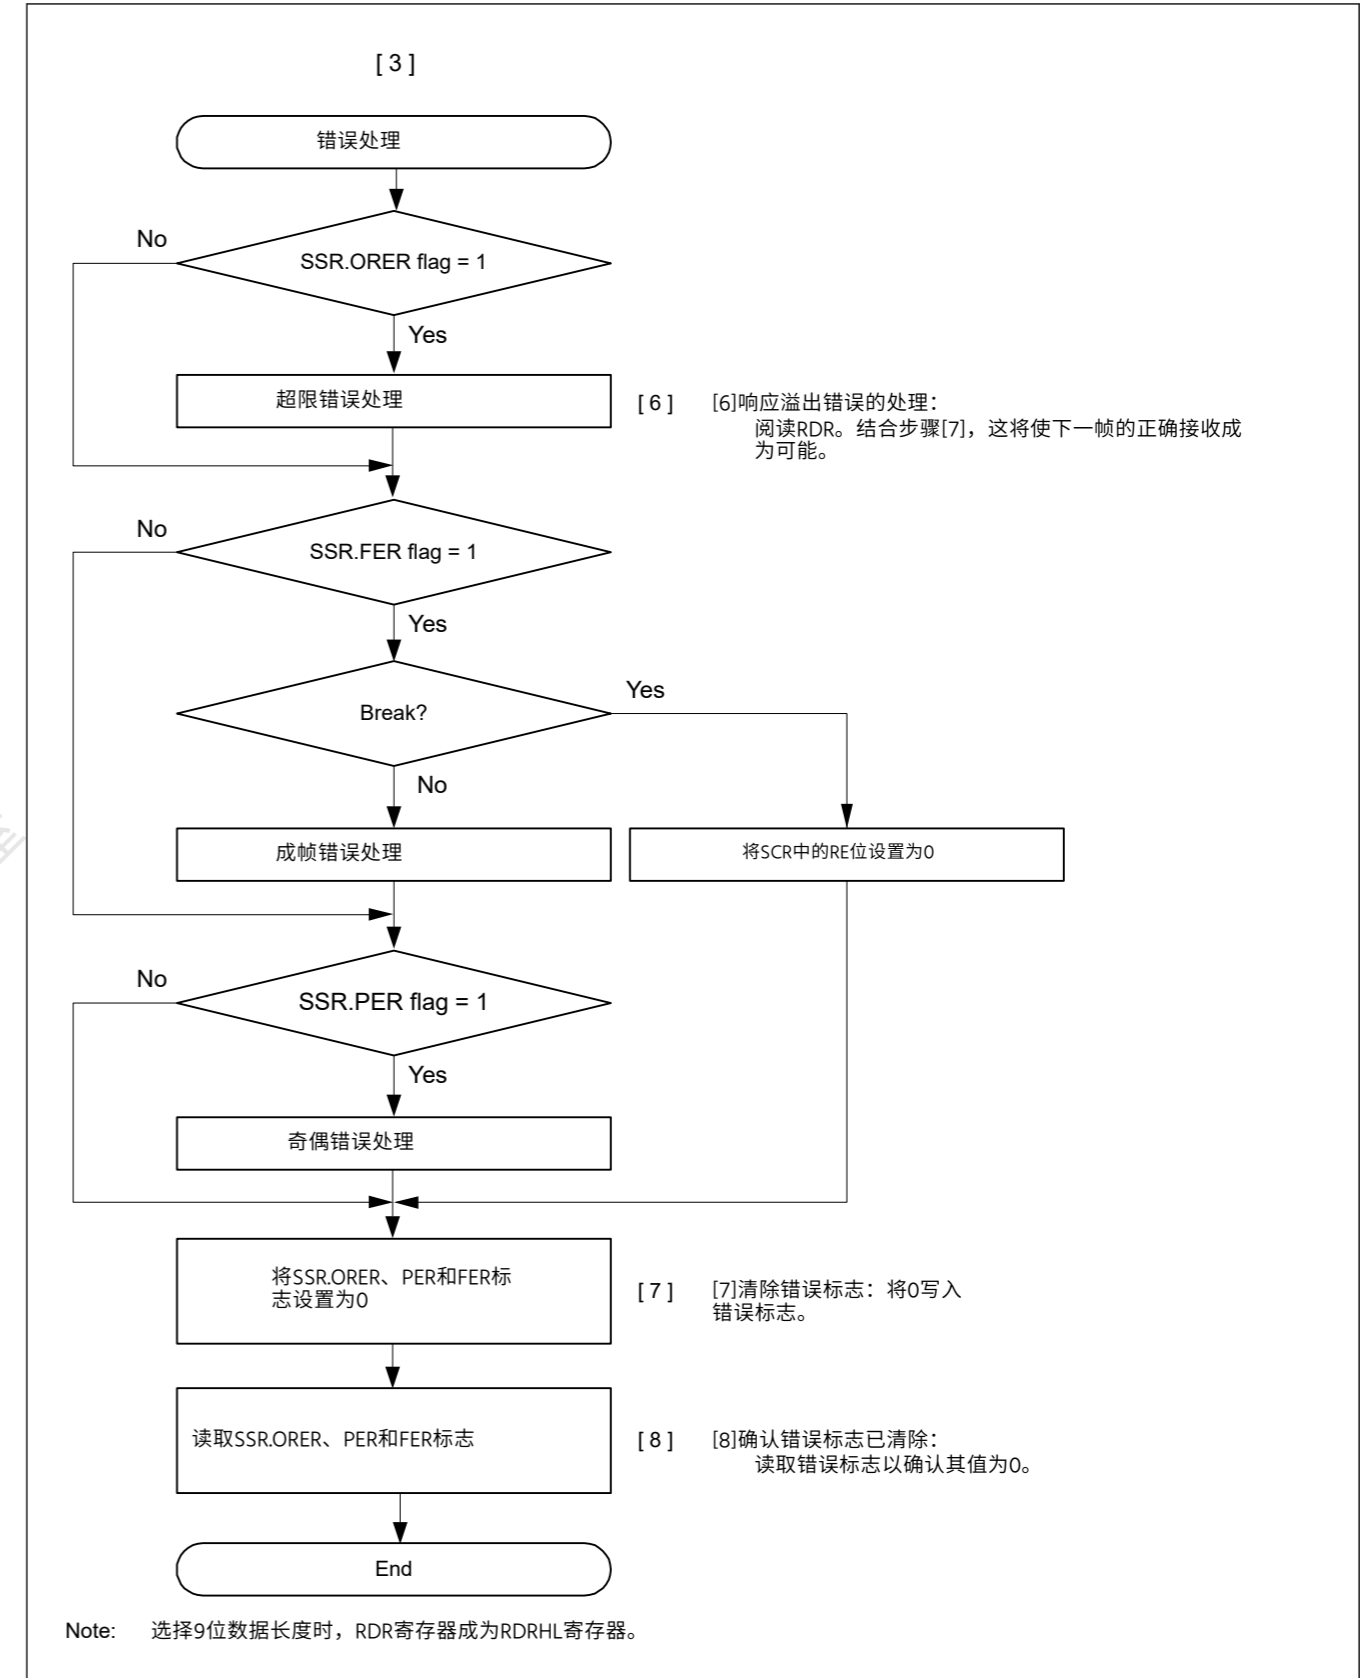 [ 3 ]
错误处理
No
SSR.ORER flag = 1
Yes
超限错误处理
[ 6 ]
[6]响应溢出错误的处理：
阅读RDR。结合步骤[7]，这将使下一帧的正确接收成
为可能。
No
SSR.FER flag = 1
Yes
Break?
Yes
No
成帧错误处理
将SCR中的RE位设置为0
No
SSR.PER flag = 1
Yes
奇偶错误处理
将SSR.ORER、PER和FER标
志设置为0
[ 7 ]
[7]清除错误标志：将0写入
错误标志。
读取SSR.ORER、PER和FER标志
[ 8 ]
[8]确认错误标志已清除：
读取错误标志以确认其值为0。
End
Note: 选择9位数据长度时，RDR寄存器成为RDRHL寄存器。